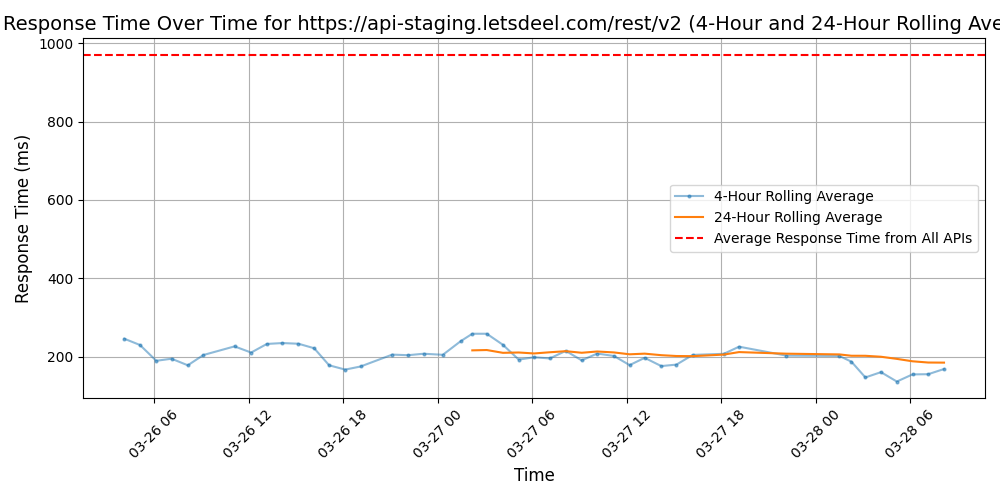 Response Time Over Time for https://api-staging.letsdeel.com/rest/v2 (4-Hour and 24-Hour Rolling Ave
Response Time (ms)
1000
800
600
400
200
4-Hour Rolling Average
24-Hour Rolling Average
Average Response Time from All APIs
03-26 06
03-26 12
03-26 18
03-27 00
03-27 06
03-27 12
03-27 18
03-28 00
03-28 06
Time